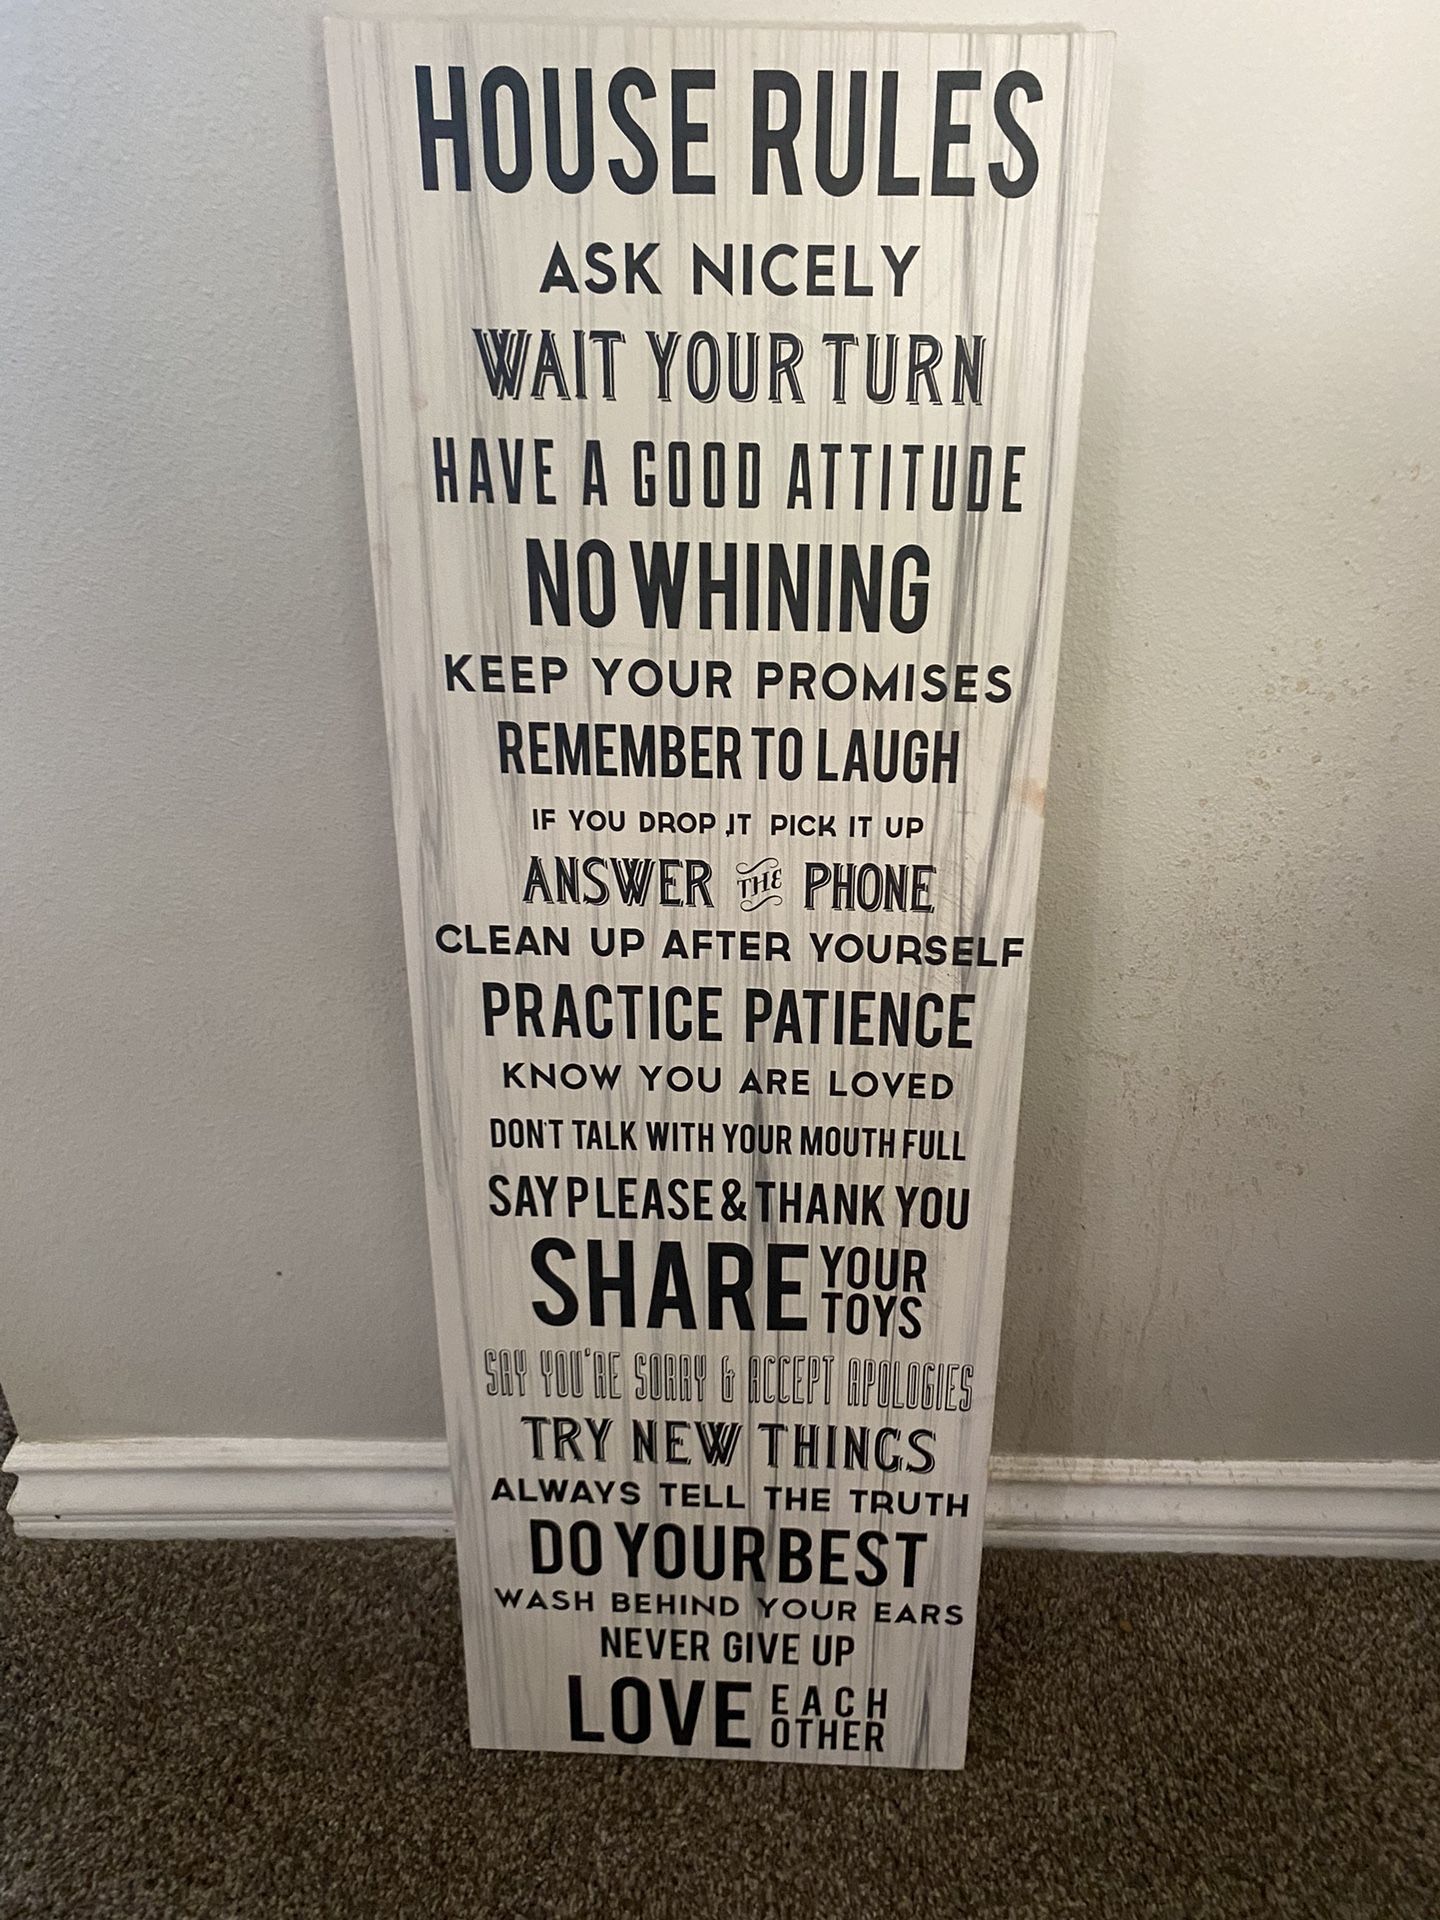 HOUSE RULES
ASK NICELY
WAIT YOUR TURN
HAVE A GOOD ATTITUDE
NO WHINING
KEEP YOUR PROMISES
REMEMBER TO LAUGH
IF YOU DROP ,IT PICK IT UP
ANSWER THE PHONE
CLEAN UP AFTER YOURSELF
PRACTICE PATIENCE
KNOW YOU ARE LOVED
DON'T TALK WITH YOUR MOUTH FULL
SAY PLEASE & THANK YOU
SHARE YOUR
TOYS
SAY YOU'RE SORRY & ACCEPT APOLOGIES
TRY NEW THINGS
ALWAYS TELL THE TRUTH
DO YOUR BEST
WASH BEHIND YOUR EARS
NEVER GIVE UP
LOVE EACH
OTHER